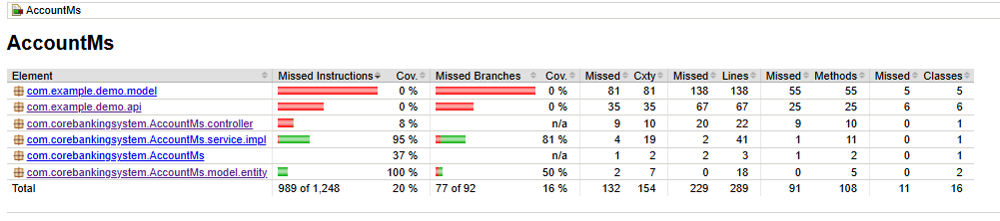 AccountMs
AccountMs
Element Missed Instructions Cov. Missed Branches Cov. Missed Cxty Missed Lines Missed Methods Missed Classes
com.example.demo.model 0 % 0 % 81 81 138 138 55 55 5 5
com.example.demo.api 0 % 0 % 35 35 67 67 25 25 6 6
com.corebankingsystem.AccountMs.controller 8 % n/a 9 10 20 22 9 10 0 1
com.corebankingsystem.AccountMs.service.impl 95 % 81 % 4 19 2 41 1 11 0 1
com.corebankingsystem.AccountMs 37 % n/a 1 2 2 3 1 2 0 1
com.corebankingsystem.AccountMs.model.entity 100 % 50 % 2 7 0 18 0 5 0 2
Total 989 of 1,248 20 % 77 of 92 16 % 132 154 229 289 91 108 11 16